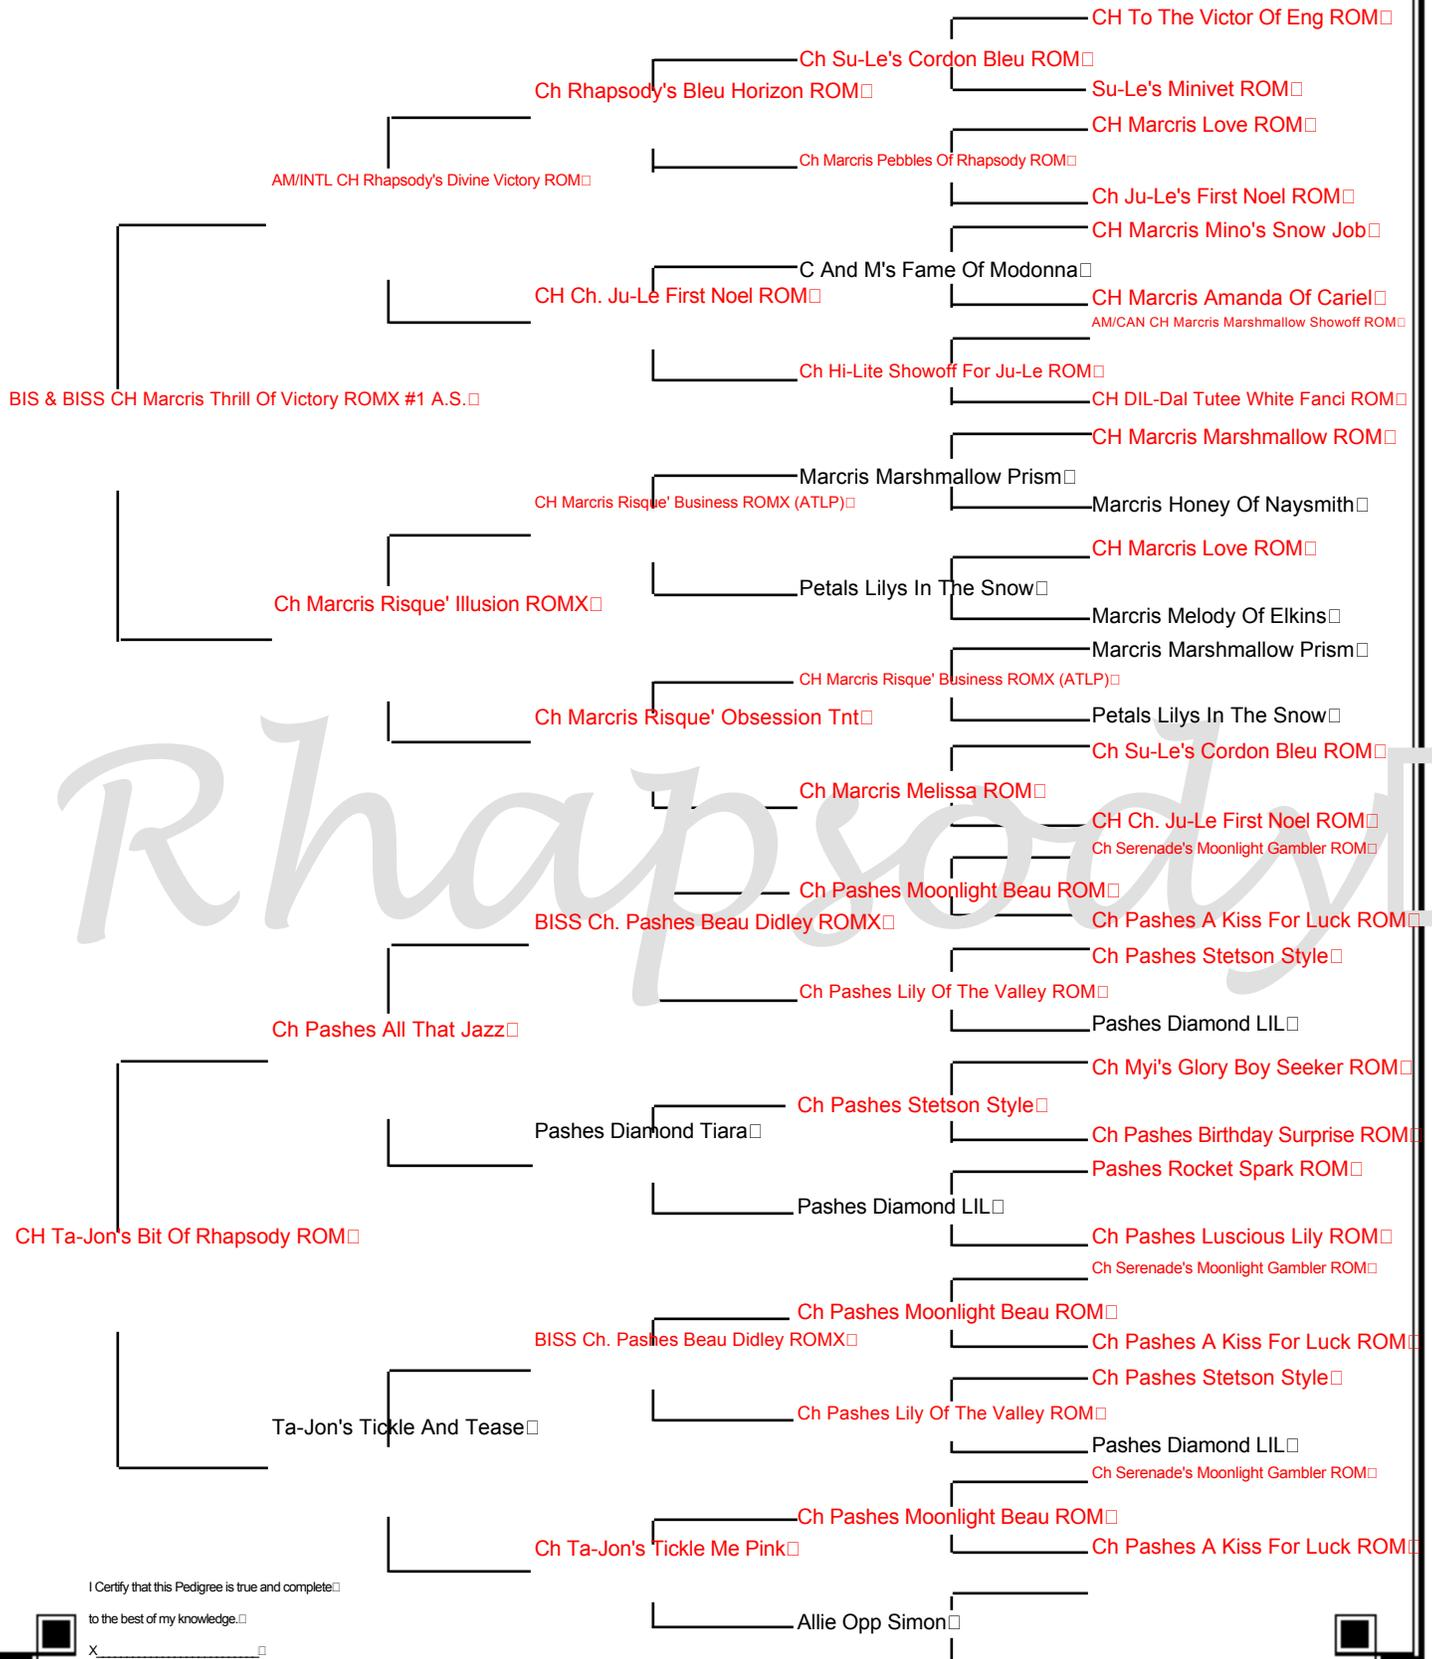 CH To The Victor Of Eng ROM
Ch Su-Le's Cordon Bleu ROM
Su-Le's Minivet ROM
Ch Rhapsody's Bleu Horizon ROM
CH Marcris Love ROM
Ch Marcris Pebbles Of Rhapsody ROM
AM/INTL CH Rhapsody's Divine Victory ROM
Ch Ju-Le's First Noel ROM
CH Marcris Mino's Snow Job
C And M's Fame Of Modonna
CH Ch. Ju-Le First Noel ROM
CH Marcris Amanda Of Cariel
AM/CAN CH Marcris Marshmallow Showoff ROM
Ch Hi-Lite Showoff For Ju-Le ROM
BIS & BISS CH Marcris Thrill Of Victory ROMX #1 A.S.
CH DIL-Dal Tutee White Fanci ROM
CH Marcris Marshmallow ROM
Marcris Marshmallow Prism
CH Marcris Risque' Business ROMX (ATLP)
Marcris Honey Of Naysmith
CH Marcris Love ROM
Petals Lilys In The Snow
Ch Marcris Risque' Illusion ROMX
Marcris Melody Of Elkins
Marcris Marshmallow Prism
CH Marcris Risque' Business ROMX (ATLP)
Ch Marcris Risque' Obsession Tnt
Petals Lilys In The Snow
Ch Su-Le's Cordon Bleu ROM
Ch Marcris Melissa ROM
CH Ch. Ju-Le First Noel ROM
Rhapsody
Ch Serenade's Moonlight Gambler ROM
Ch Pashes Moonlight Beau ROM
BISS Ch. Pashes Beau Didley ROMX
Ch Pashes A Kiss For Luck ROM
Ch Pashes Stetson Style
Ch Pashes Lily Of The Valley ROM
Ch Pashes All That Jazz
Pashes Diamond LIL
Ch Myi's Glory Boy Seeker ROM
Ch Pashes Stetson Style
Pashes Diamond Tiara
Ch Pashes Birthday Surprise ROM
Pashes Rocket Spark ROM
Pashes Diamond LIL
CH Ta-Jon's Bit Of Rhapsody ROM
Ch Pashes Luscious Lily ROM
Ch Serenade's Moonlight Gambler ROM
Ch Pashes Moonlight Beau ROM
BISS Ch. Pashes Beau Didley ROMX
Ch Pashes A Kiss For Luck ROM
Ch Pashes Stetson Style
Ch Pashes Lily Of The Valley ROM
Ta-Jon's Tickle And Tease
Pashes Diamond LIL
Ch Serenade's Moonlight Gambler ROM
Ch Pashes Moonlight Beau ROM
Ch Ta-Jon's Tickle Me Pink
Ch Pashes A Kiss For Luck ROM
I Certify that this Pedigree is true and complete
to the best of my knowledge.
Allie Opp Simon
X___________________________